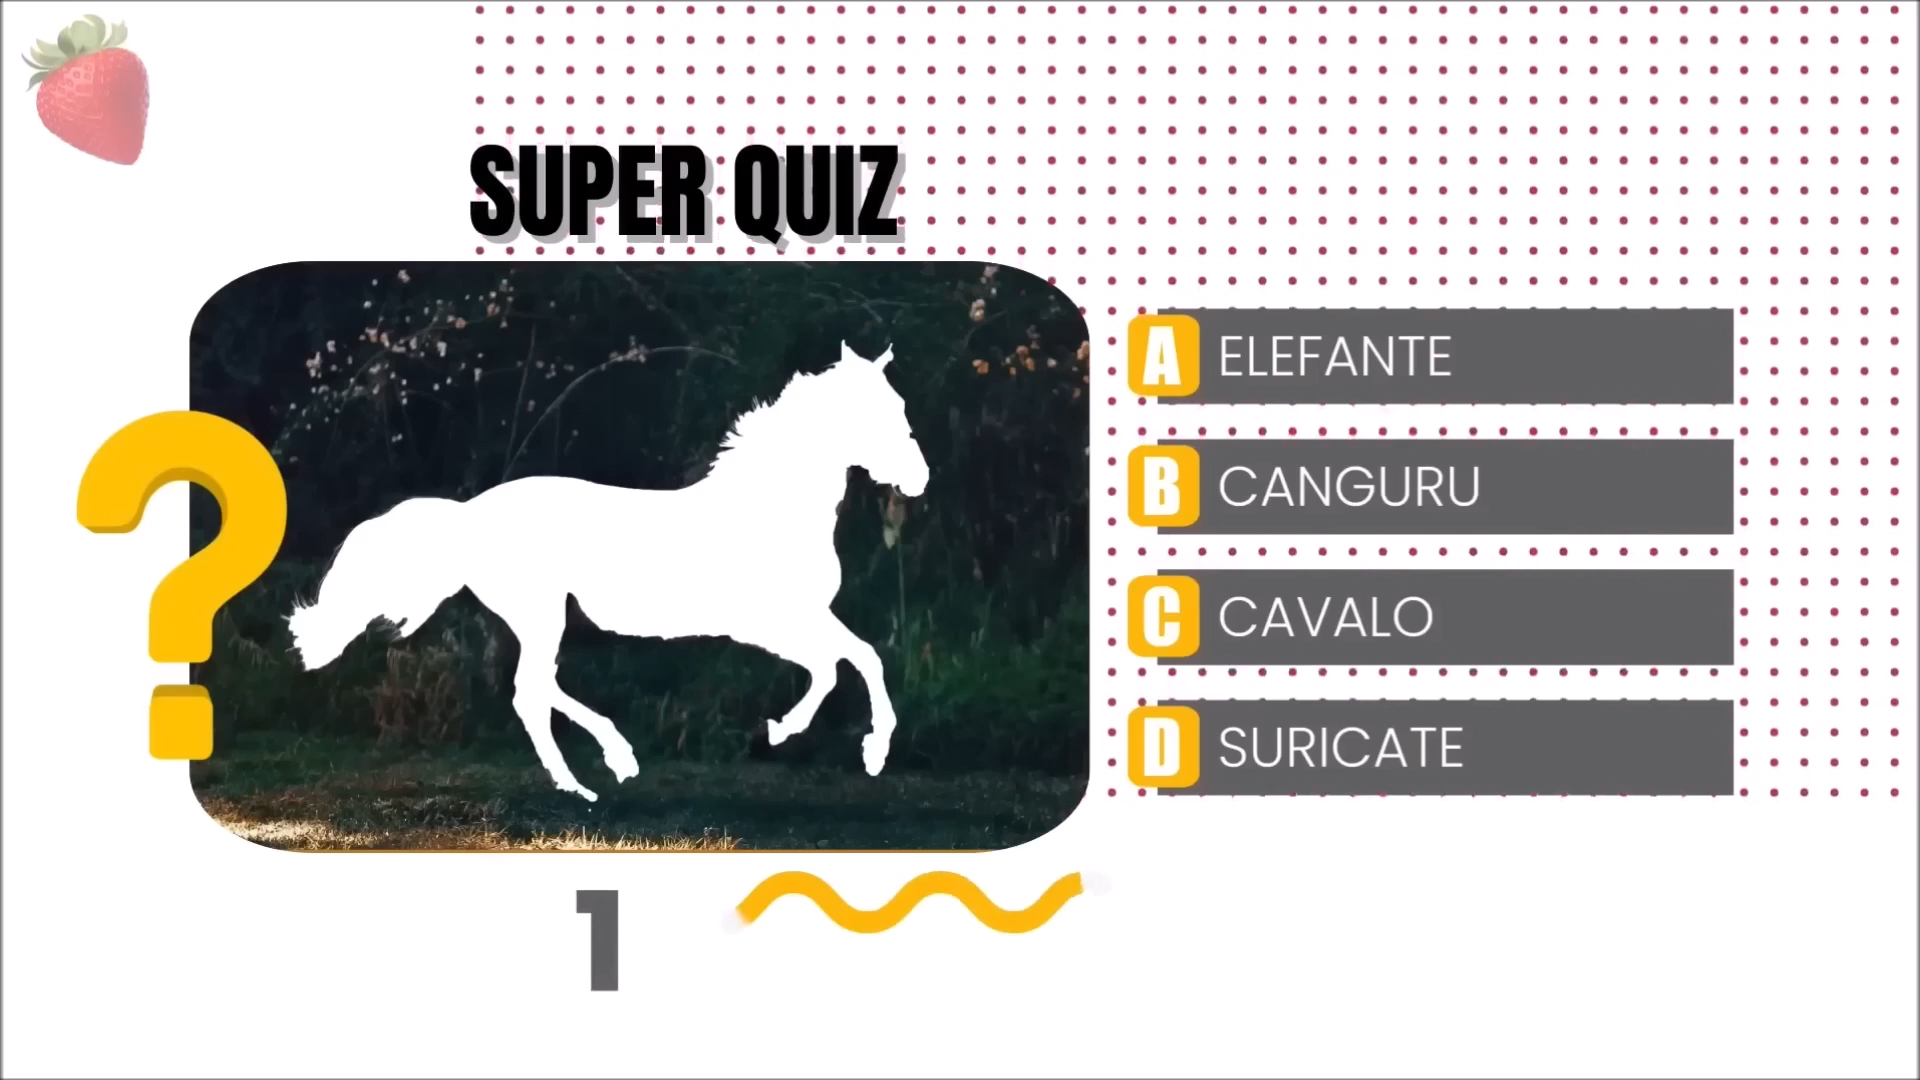 SUPER QUIZ
A ELEFANTE
B CANGURU
C CAVALO
D SURICATE
?
1